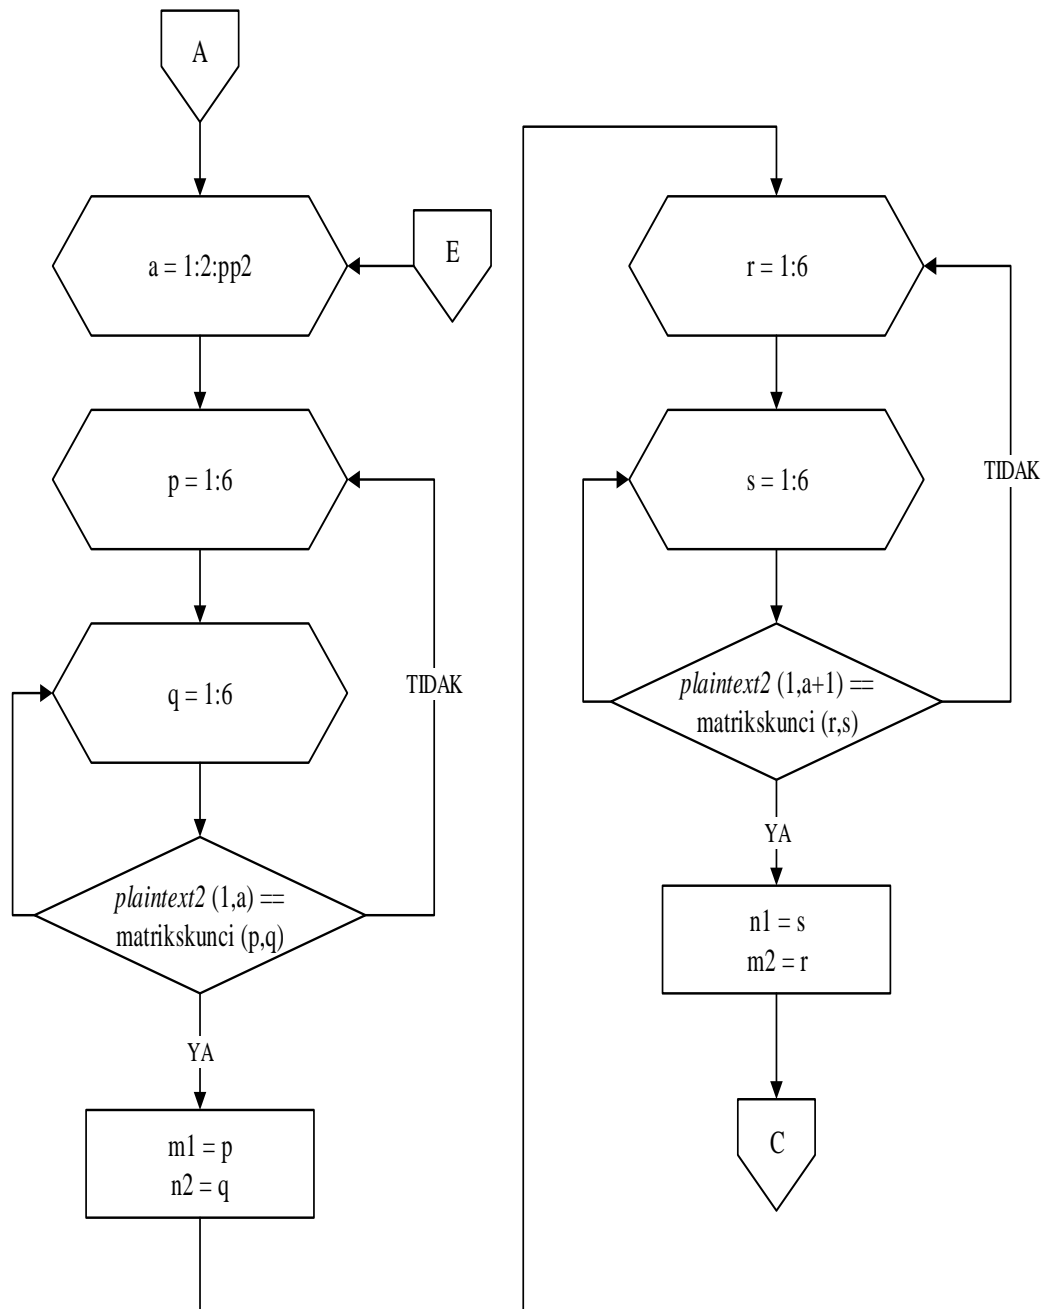 A
a = 1:2:pp2
E
p = 1:6
q = 1:6
TIDAK
plaintext2 (1,a) ==
matrikskunci (p,q)
YA
m1 = p
n2 = q
r = 1:6
s = 1:6
TIDAK
plaintext2 (1,a+1) ==
matrikskunci (r,s)
YA
n1 = s
m2 = r
C